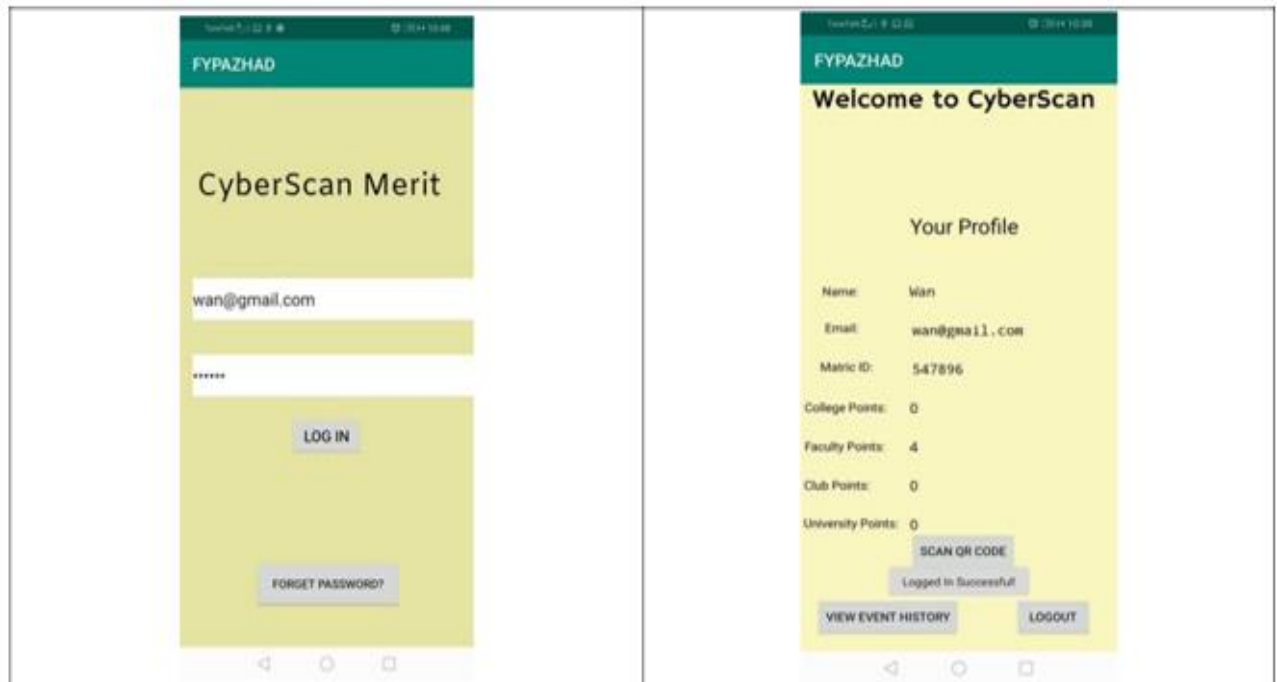 FYPAZHAD
CyberScan Merit
wan@gmail.com
••••••
LOG IN
FORGET PASSWORD?
FYPAZHAD
Welcome to CyberScan
Your Profile
Name: Wan
Email: wan@gmail.com
Matric ID: 547896
College Points: 0
Faculty Points: 4
Club Points: 0
University Points: 0
SCAN QR CODE
Logged In Successful!
VIEW EVENT HISTORY LOGOUT